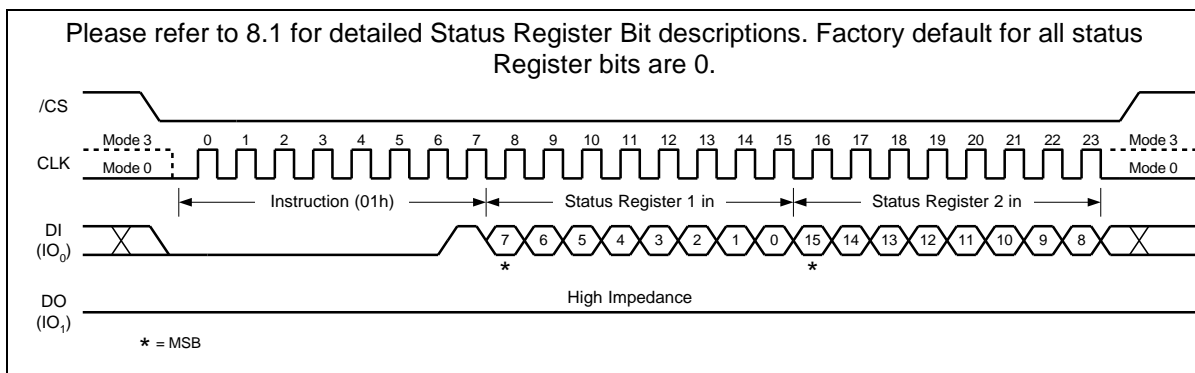 Please refer to 8.1 for detailed Status Register Bit descriptions. Factory default for all status
Register bits are 0.
/CS
Mode 3 0 1 2 3 4 5 6 7 8 9 10 11 12 13 14 15 16 17 18 19 20 21 22 23 Mode 3
CLK Mode 0 Mode 0
Instruction (01h) Status Register 1 in Status Register 2 in
DI
(IO0)
7 6 5 4 3 2 1 0 15 14 13 12 11 10 9 8
* *
High Impedance
DO
(IO1)
* = MSB